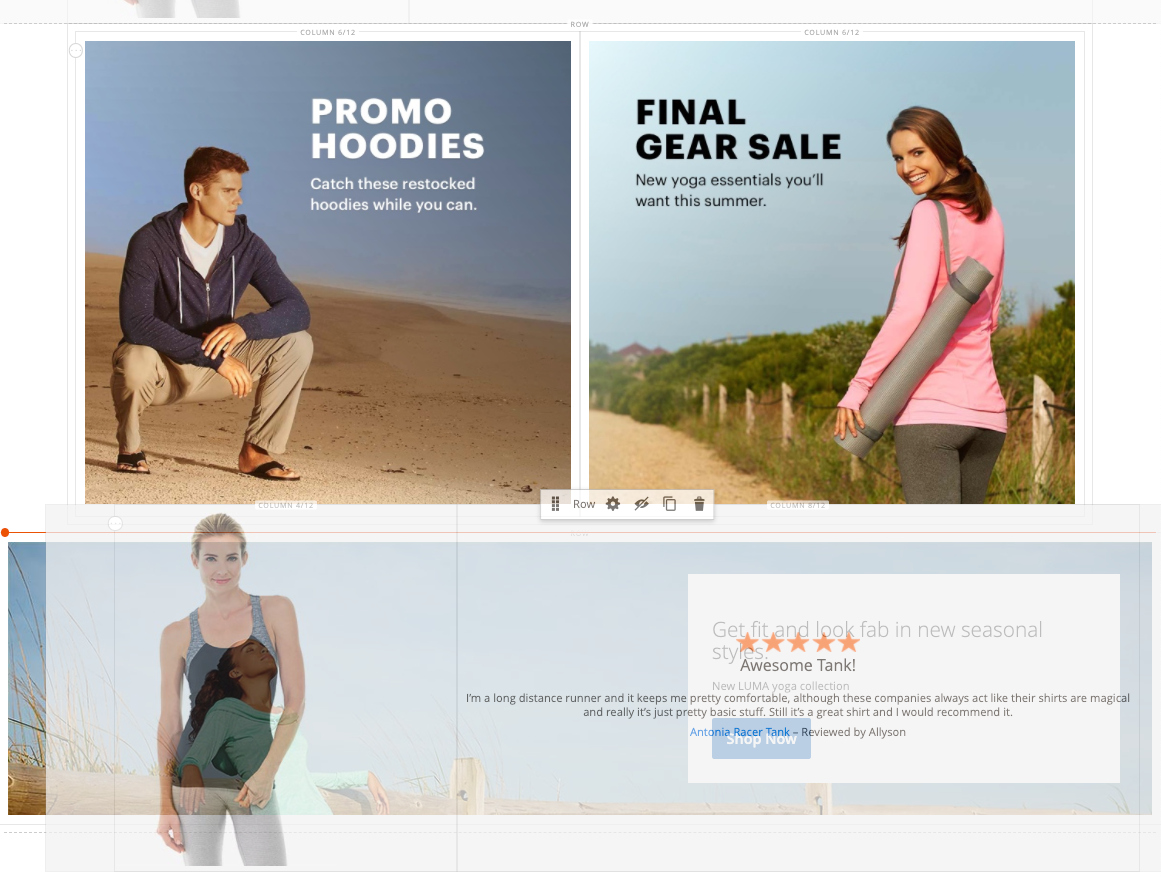 ROW
COLUMN 6/12
COLUMN 6/12
PROMO
HOODIES
Catch these restocked
hoodies while you can.
FINAL
GEAR SALE
New yoga essentials you'll
want this summer.
Row
COLUMN 4/12
COLUMN 8/12
ROW
Get fit and look fab in new seasonal
styles.
Awesome Tank!
New LUMA yoga collection
I'm a long distance runner and it keeps me pretty comfortable, although these companies always act like their shirts are magical
and really it's just pretty basic stuff. Still it's a great shirt and I would recommend it.
Antonia Racer Tank – Reviewed by Allyson
Shop Now